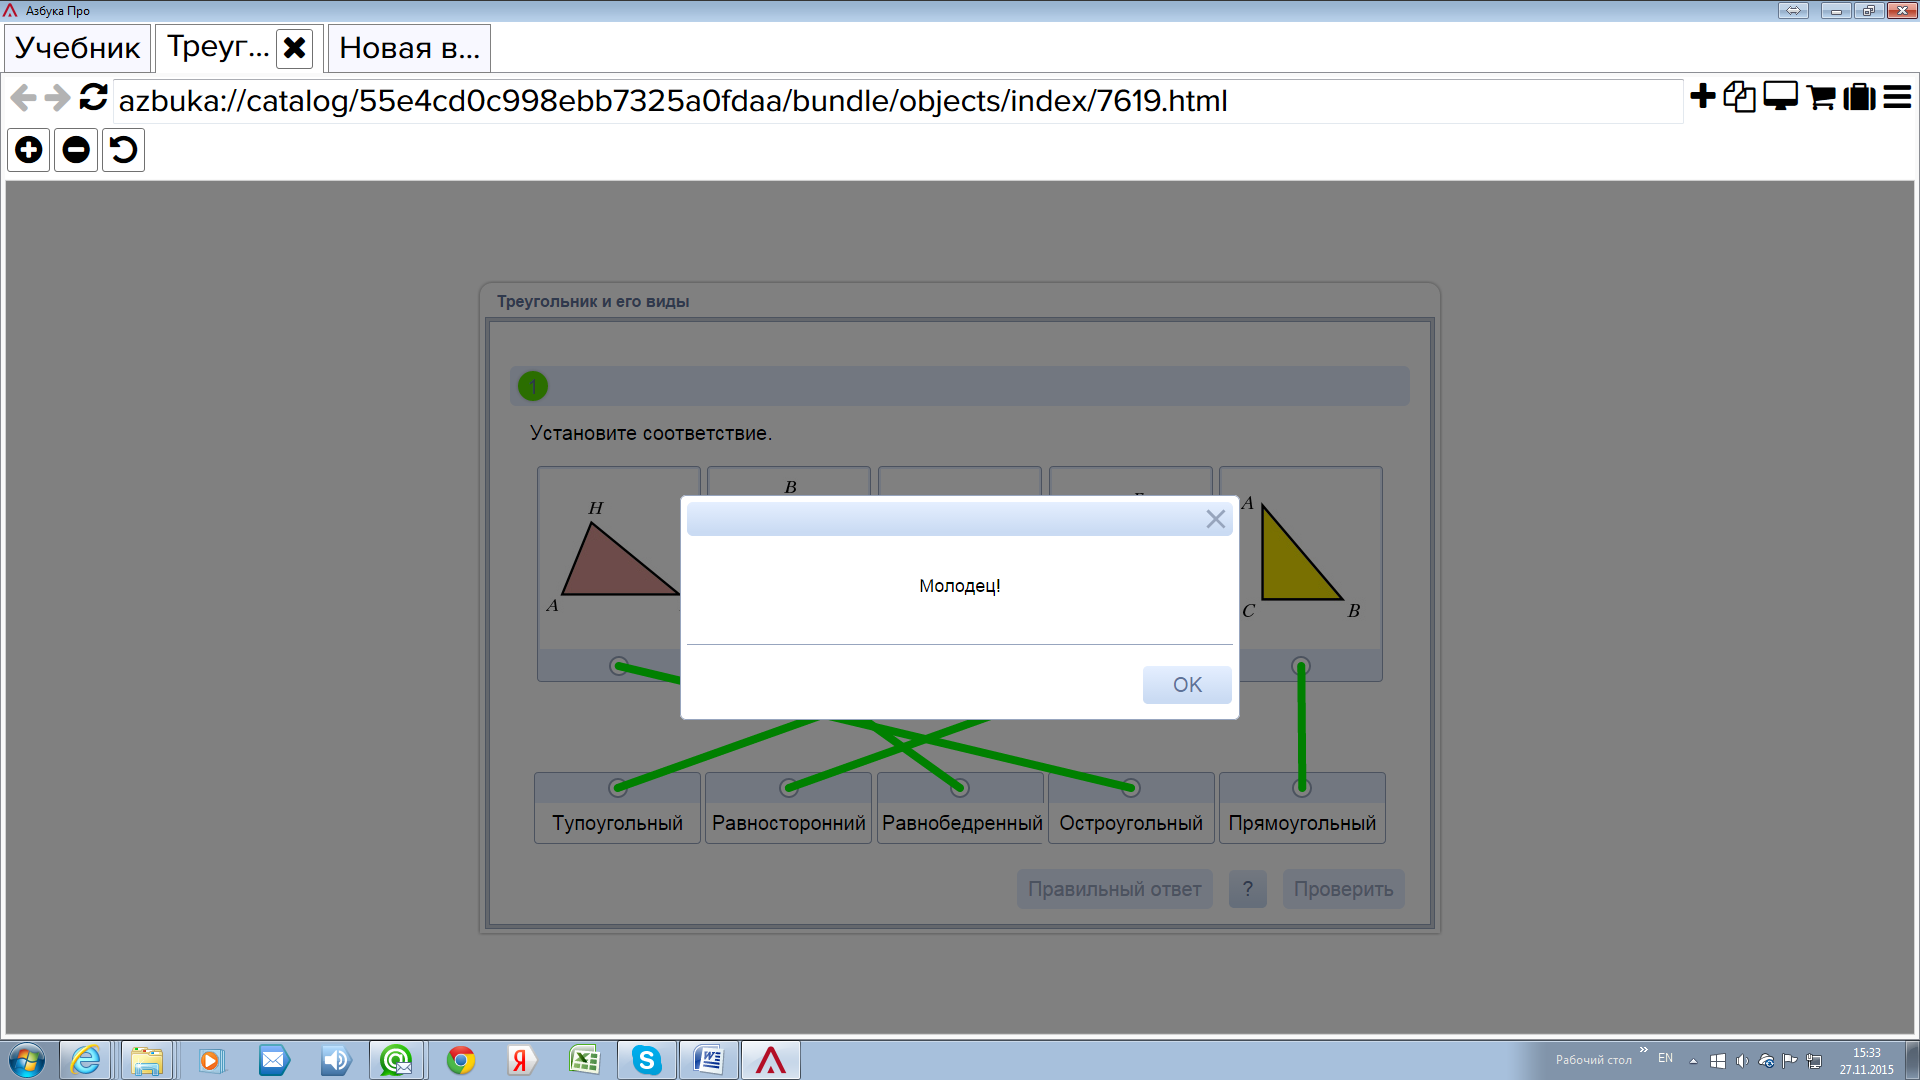 Азбука Про
Учебник
Треуг...
Новая в...
azbuka://catalog/55e4cd0c998ebb7325a0fdaa/bundle/objects/index/7619.html
Треугольник и его виды
1
Установите соответствие.
H
A
B
A
C
B
Молодец!
OK
Тупоугольный
Равносторонний
Равнобедренный
Остроугольный
Прямоугольный
Правильный ответ
?
Проверить
Рабочий стол
EN
15:33
27.11.2015